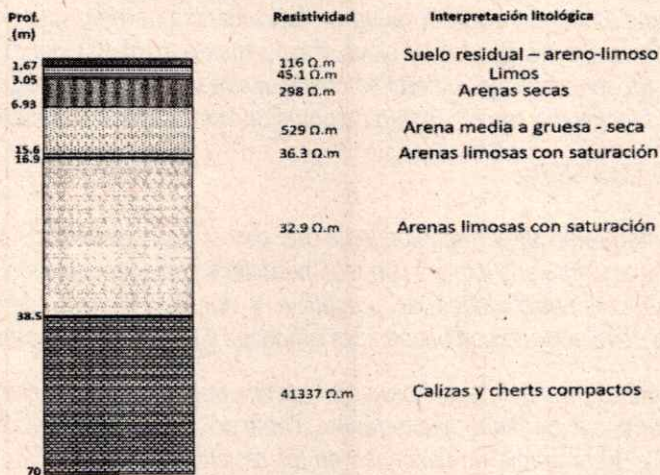 Prof. (m) Resistividad Interpretación litológica
116 Ω.m Suelo residual – areno-limoso
1.67
45.1 Ω.m Limos
3.05
298 Ω.m Arenas secas
6.93
529 Ω.m Arena media a gruesa - seca
15.6
36.3 Ω.m Arenas limosas con saturación
16.9
32.9 Ω.m Arenas limosas con saturación
38.5
41337 Ω.m Calizas y cherts compactos
70